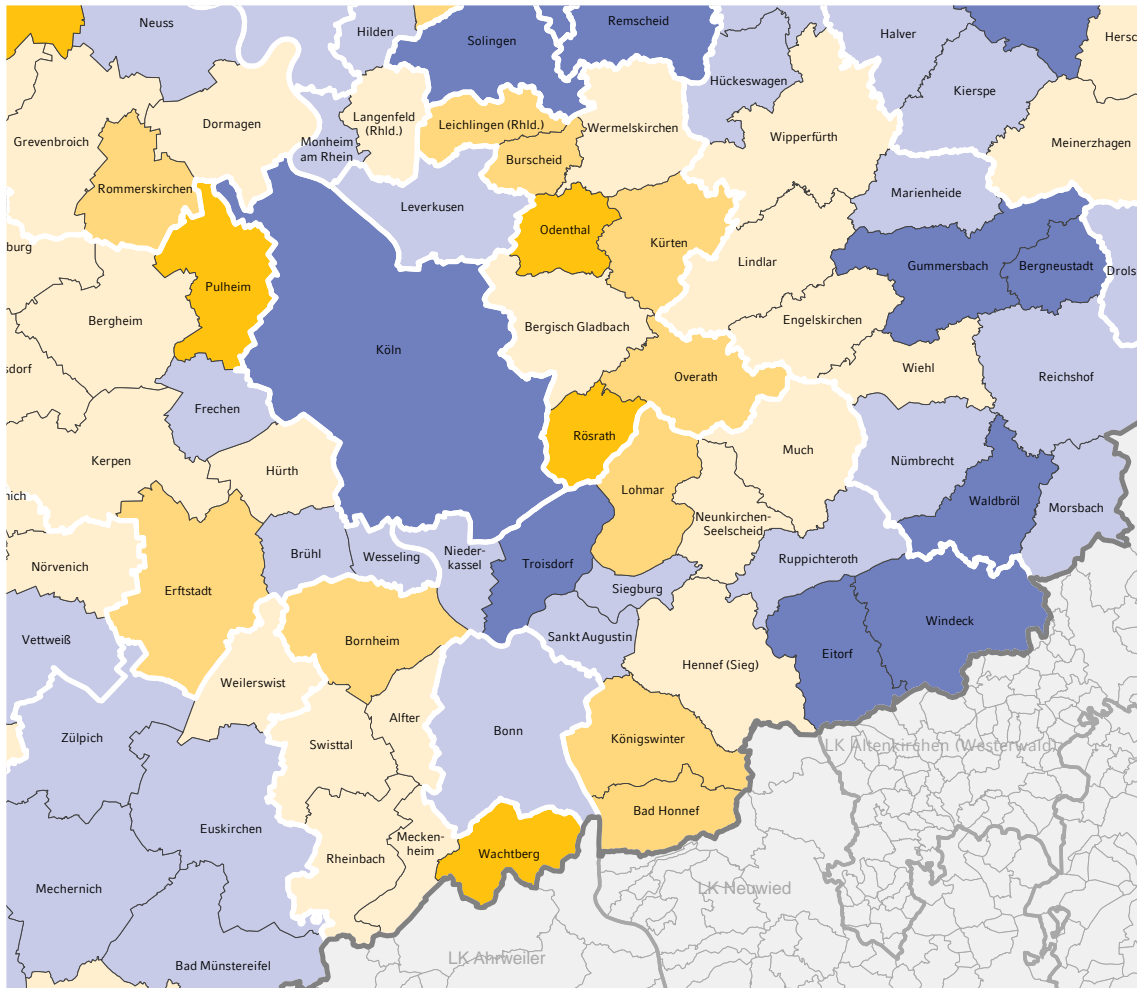 Neuss
Hilden
Solingen
Remscheid
Halver
Hersc
Hückeswagen
Kierspe
Grevenbroich
Dormagen
Langenfeld
(Rhld.)
Leichlingen (Rhld.)
Wermelskirchen
Wipperfürth
Meinerzhagen
Monheim
am Rhein
Burscheid
Rommerskirchen
Leverkusen
Marienheide
Odenthal
Kürten
burg
Lindlar
Gummersbach
Bergneustadt
Drols
Pulheim
Bergheim
Bergisch Gladbach
Engelskirchen
Köln
sdorf
Overath
Wiehl
Reichshof
Frechen
Rösrath
Kerpen
Hürth
Much
Nümbrecht
nich
Lohmar
Neunkirchen-
Seelscheid
Waldbröl
Morsbach
Nörvenich
Brühl
Wesseling
Nieder-
kassel
Troisdorf
Ruppichteroth
Erftstadt
Siegburg
Vettweiß
Bornheim
Sankt Augustin
Windeck
Weilerswist
Hennef (Sieg)
Eitorf
Alfter
Zülpich
Swisttal
Bonn
Königswinter
LK Altenkirchen (Westerwald)
Euskirchen
Bad Honnef
Mecken-
heim
Rheinbach
Wachtberg
Mechernich
LK Neuwied
Bad Münstereifel
LK Ahrweiler